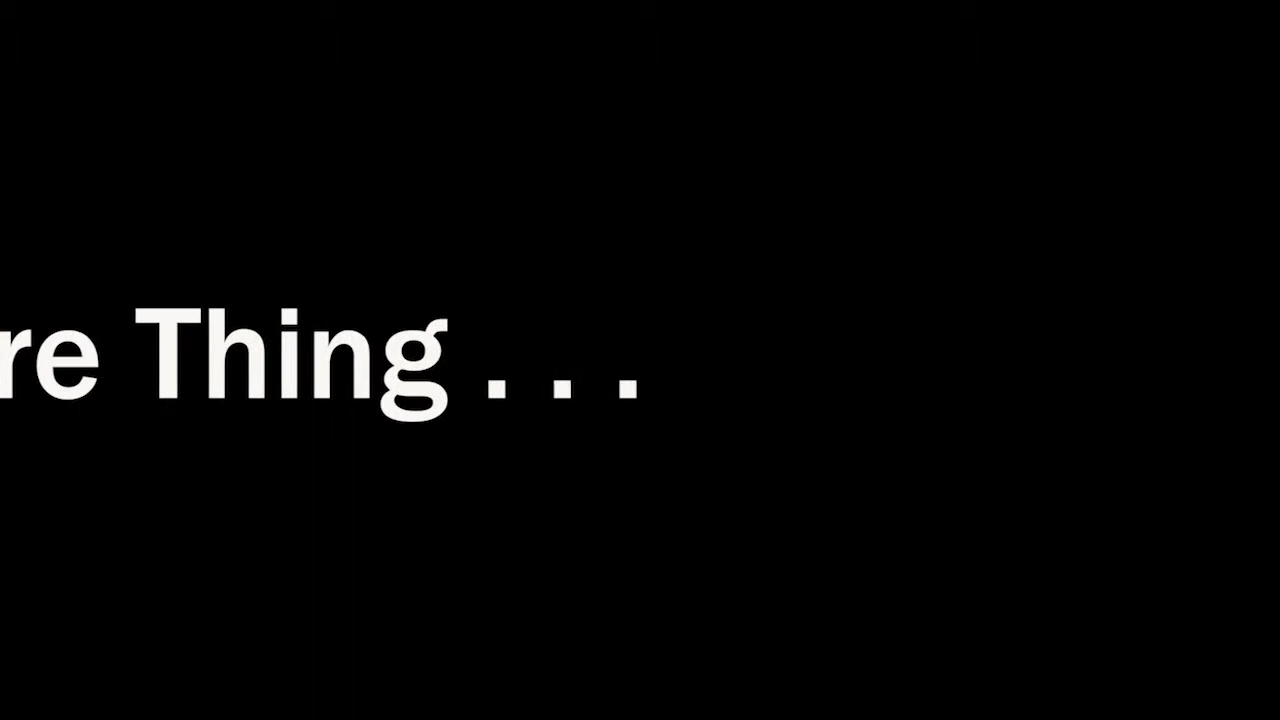 re Thing . . .